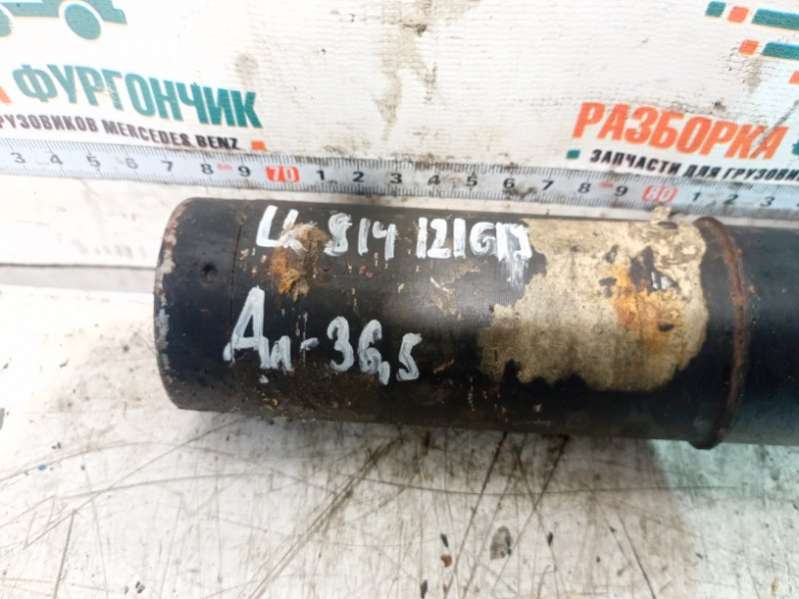 ФУРГОНЧИК
ГРУЗОВИКОВ MERCEDES BENZ
РАЗБОРКА
ЗАПЧАСТИ ДЛЯ ГРУЗОВИ
3 4 5 6 7 8 9 70 1 2 3 4 5 6 7 8 9 80 1 2 3
814
Дл-36,5